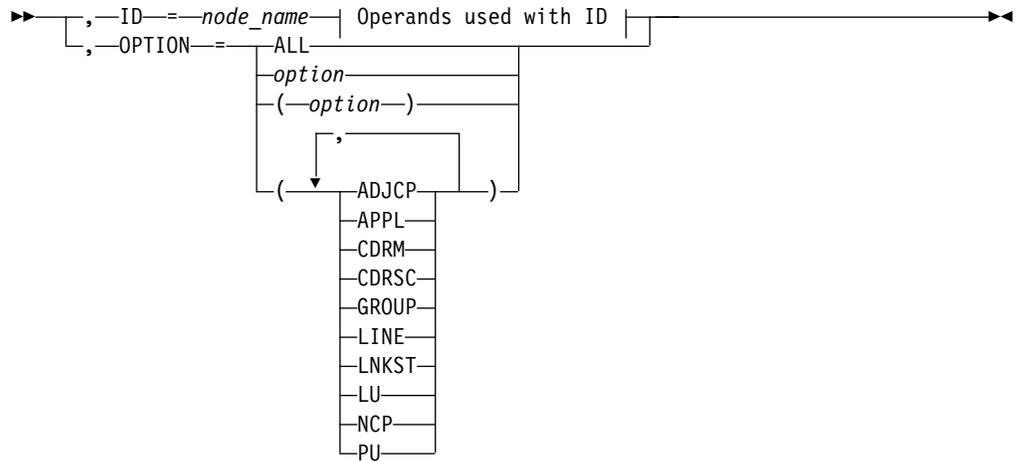 , ID = node_name Operands used with ID
, OPTION = ALL
option
( option )
,
( ADJCP )
APPL
CDRM
CDRSC
GROUP
LINE
LNKST
LU
NCP
PU